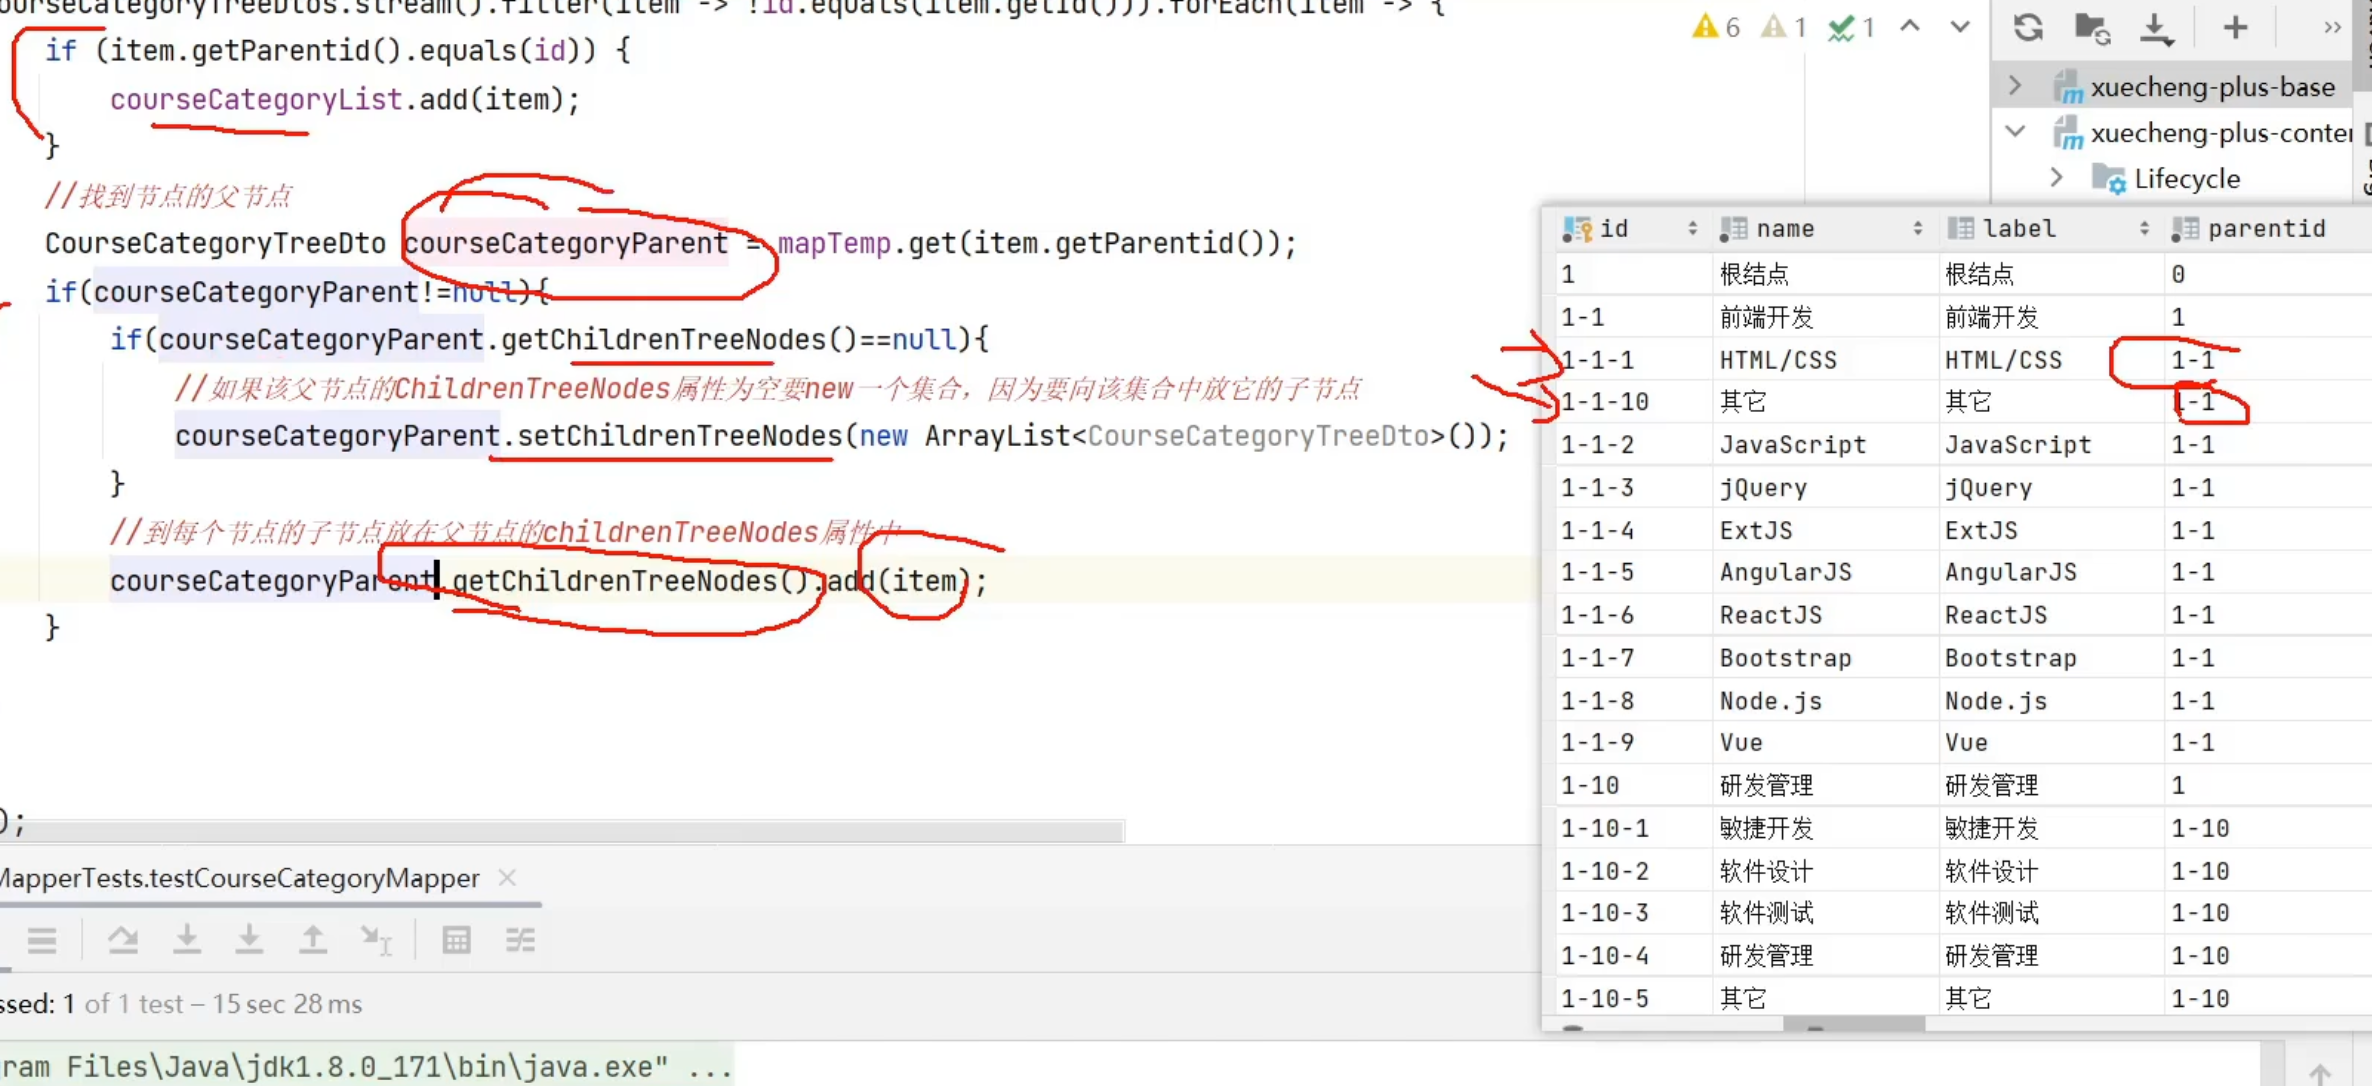 courseCategoryTreeDtos.stream().filter(item -> !id.equals(item.getId())).forEach(item -> {
if (item.getParentid().equals(id)) {
courseCategoryList.add(item);
}
//找到节点的父节点
CourseCategoryTreeDto courseCategoryParent = mapTemp.get(item.getParentid());
if(courseCategoryParent!=null){
if(courseCategoryParent.getChildrenTreeNodes()==null){
//如果该父节点的ChildrenTreeNodes属性为空要new一个集合，因为要向该集合中放它的子节点
courseCategoryParent.setChildrenTreeNodes(new ArrayList<CourseCategoryTreeDto>());
}
//到每个节点的子节点放在父节点的childrenTreeNodes属性中
courseCategoryParent.getChildrenTreeNodes().add(item);
}
);
6 1 1
xuecheng-plus-base
xuecheng-plus-conte
Lifecycle
id name label parentid
1 根结点 根结点 0
1-1 前端开发 前端开发 1
1-1-1 HTML/CSS HTML/CSS 1-1
1-1-10 其它 其它 1-1
1-1-2 JavaScript JavaScript 1-1
1-1-3 jQuery jQuery 1-1
1-1-4 ExtJS ExtJS 1-1
1-1-5 AngularJS AngularJS 1-1
1-1-6 ReactJS ReactJS 1-1
1-1-7 Bootstrap Bootstrap 1-1
1-1-8 Node.js Node.js 1-1
1-1-9 Vue Vue 1-1
1-10 研发管理 研发管理 1
1-10-1 敏捷开发 敏捷开发 1-10
1-10-2 软件设计 软件设计 1-10
1-10-3 软件测试 软件测试 1-10
1-10-4 研发管理 研发管理 1-10
1-10-5 其它 其它 1-10
MapperTests.testCourseCategoryMapper
ssed: 1 of 1 test – 15 sec 28 ms
ram Files\Java\jdk1.8.0_171\bin\java.exe" ...